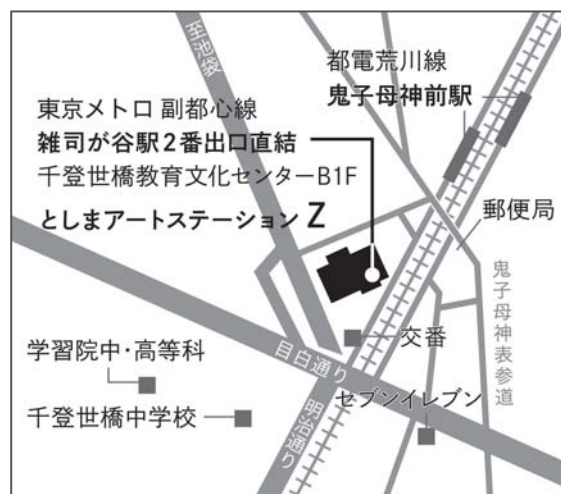 至池袋
都電荒川線
鬼子母神前駅
東京メトロ 副都心線
雑司が谷駅2番出口直結
千登世橋教育文化センターB1F
としまアートステーション Z
郵便局
鬼子母神表参道
交番
学習院中・高等科
目白通り
セブンイレブン
千登世橋中学校
明治通り